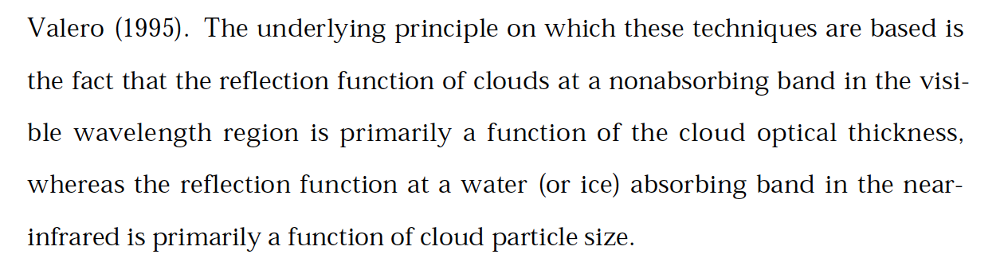 Valero (1995). The underlying principle on which these techniques are based is
the fact that the reflection function of clouds at a nonabsorbing band in the visi-
ble wavelength region is primarily a function of the cloud optical thickness,
whereas the reflection function at a water (or ice) absorbing band in the near-
infrared is primarily a function of cloud particle size.